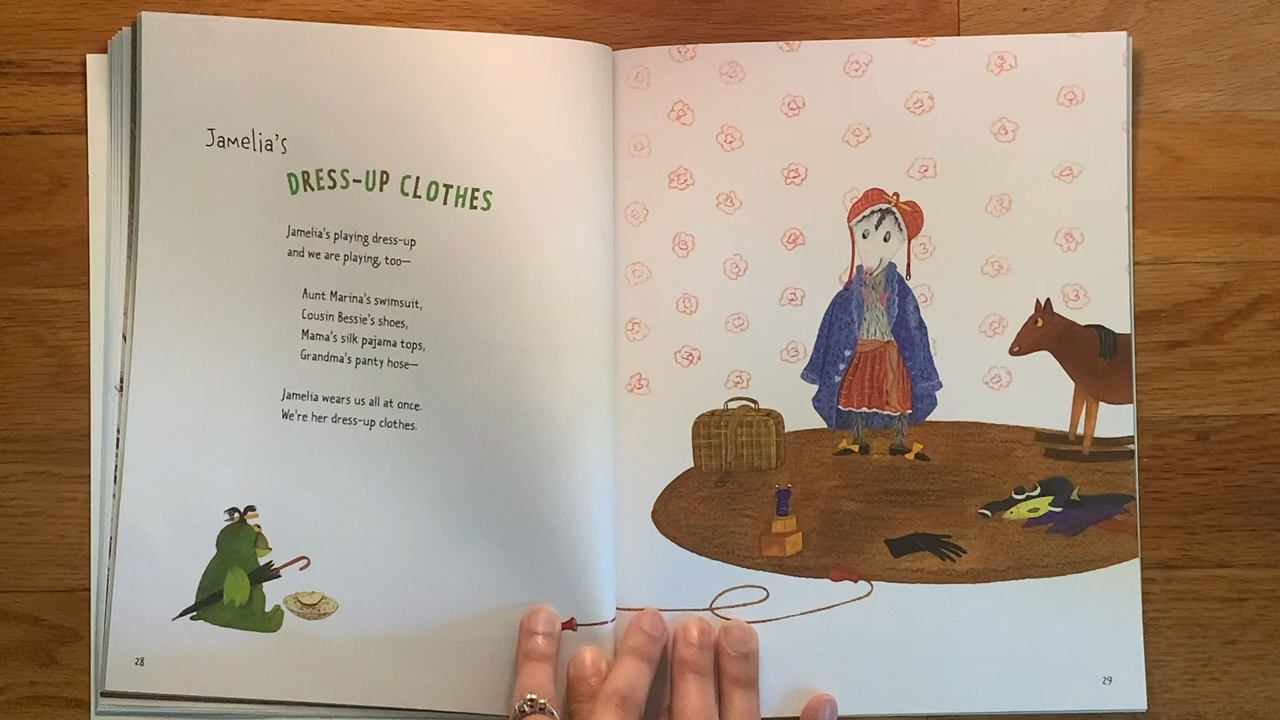 Jamelia's
DRESS-UP CLOTHES
Jamelia's playing dress-up
and we are playing, too—
Aunt Marina's swimsuit,
Cousin Bessie's shoes,
Mama's silk pajama tops,
Grandma's panty hose—
Jamelia wears us all at once.
We're her dress-up clothes.
28
29